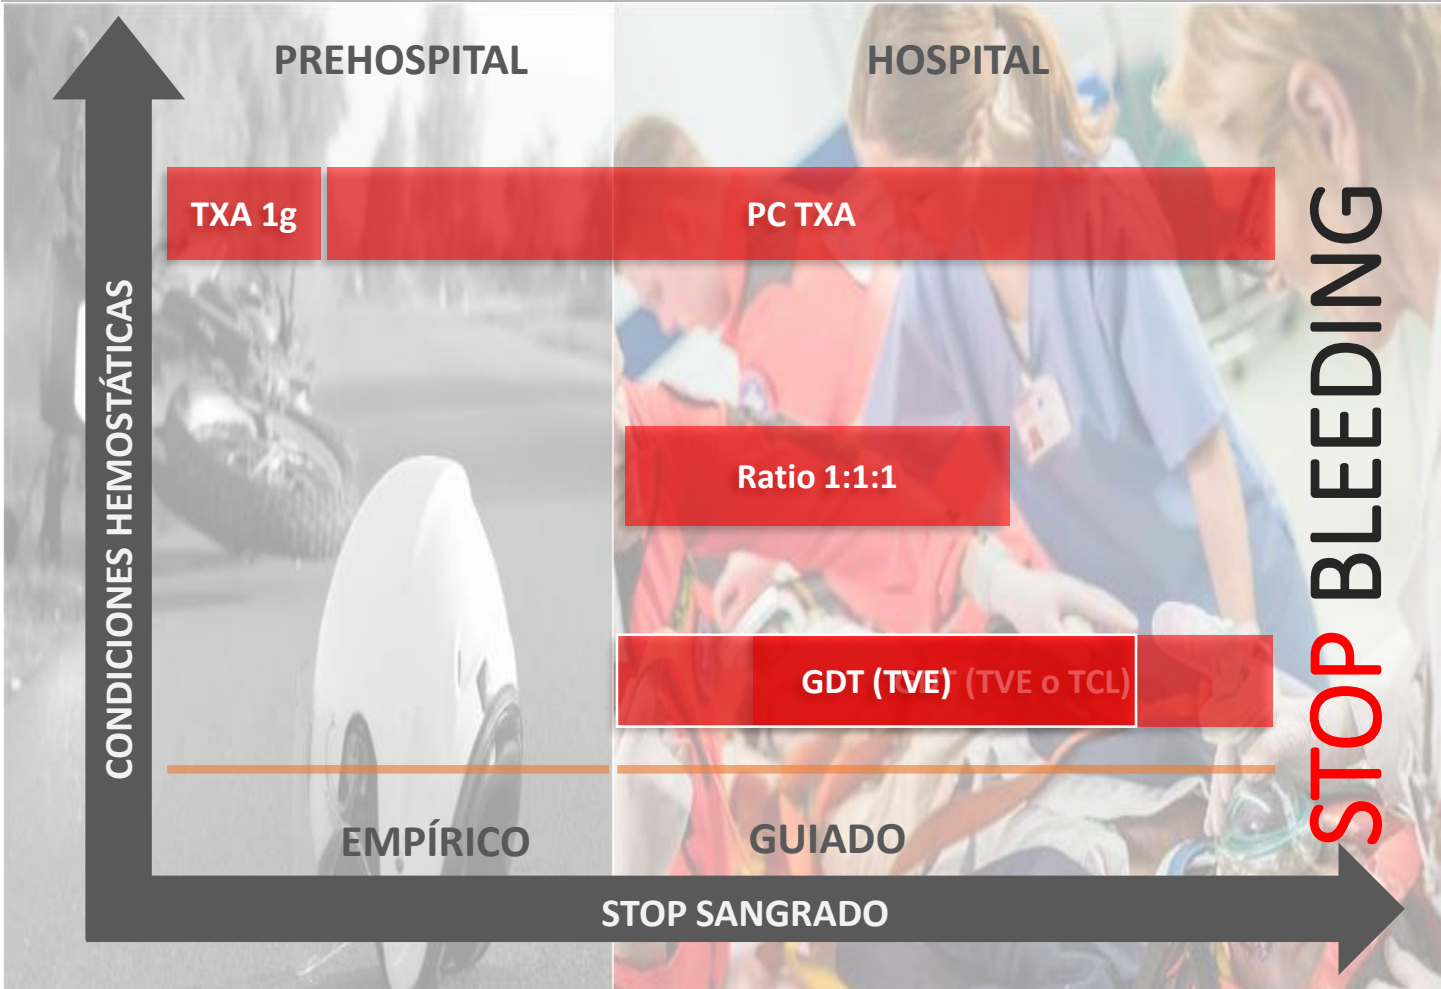 PREHOSPITAL
HOSPITAL
TXA 1g
PC TXA
Ratio 1:1:1
GDT (TVE)
(TVE o TCL)
EMPÍRICO
GUIADO
CONDICIONES HEMOSTÁTICAS
STOP SANGRADO
STOP BLEEDING